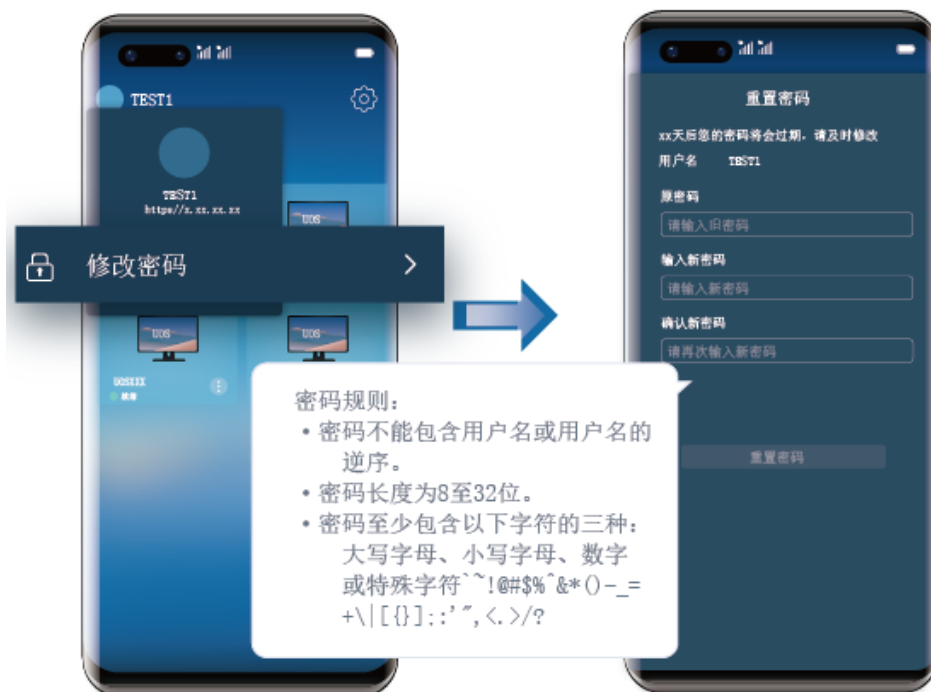 TEST1
TEST1
https://x.xx.xx.xx
UOS
修改密码
UOS
UOS
UOSXIX
就绪
重置密码
xx天后您的密码将会过期，请及时修改
用户名 TEST1
原密码
请输入旧密码
输入新密码
请输入新密码
确认新密码
请再次输入新密码
重置密码
密码规则：
•密码不能包含用户名或用户名的
逆序。
•密码长度为8至32位。
•密码至少包含以下字符的三种：
大写字母、小写字母、数字
或特殊字符`~!@#$%^&*()-_=
+\|[{}];:'",<.>/?